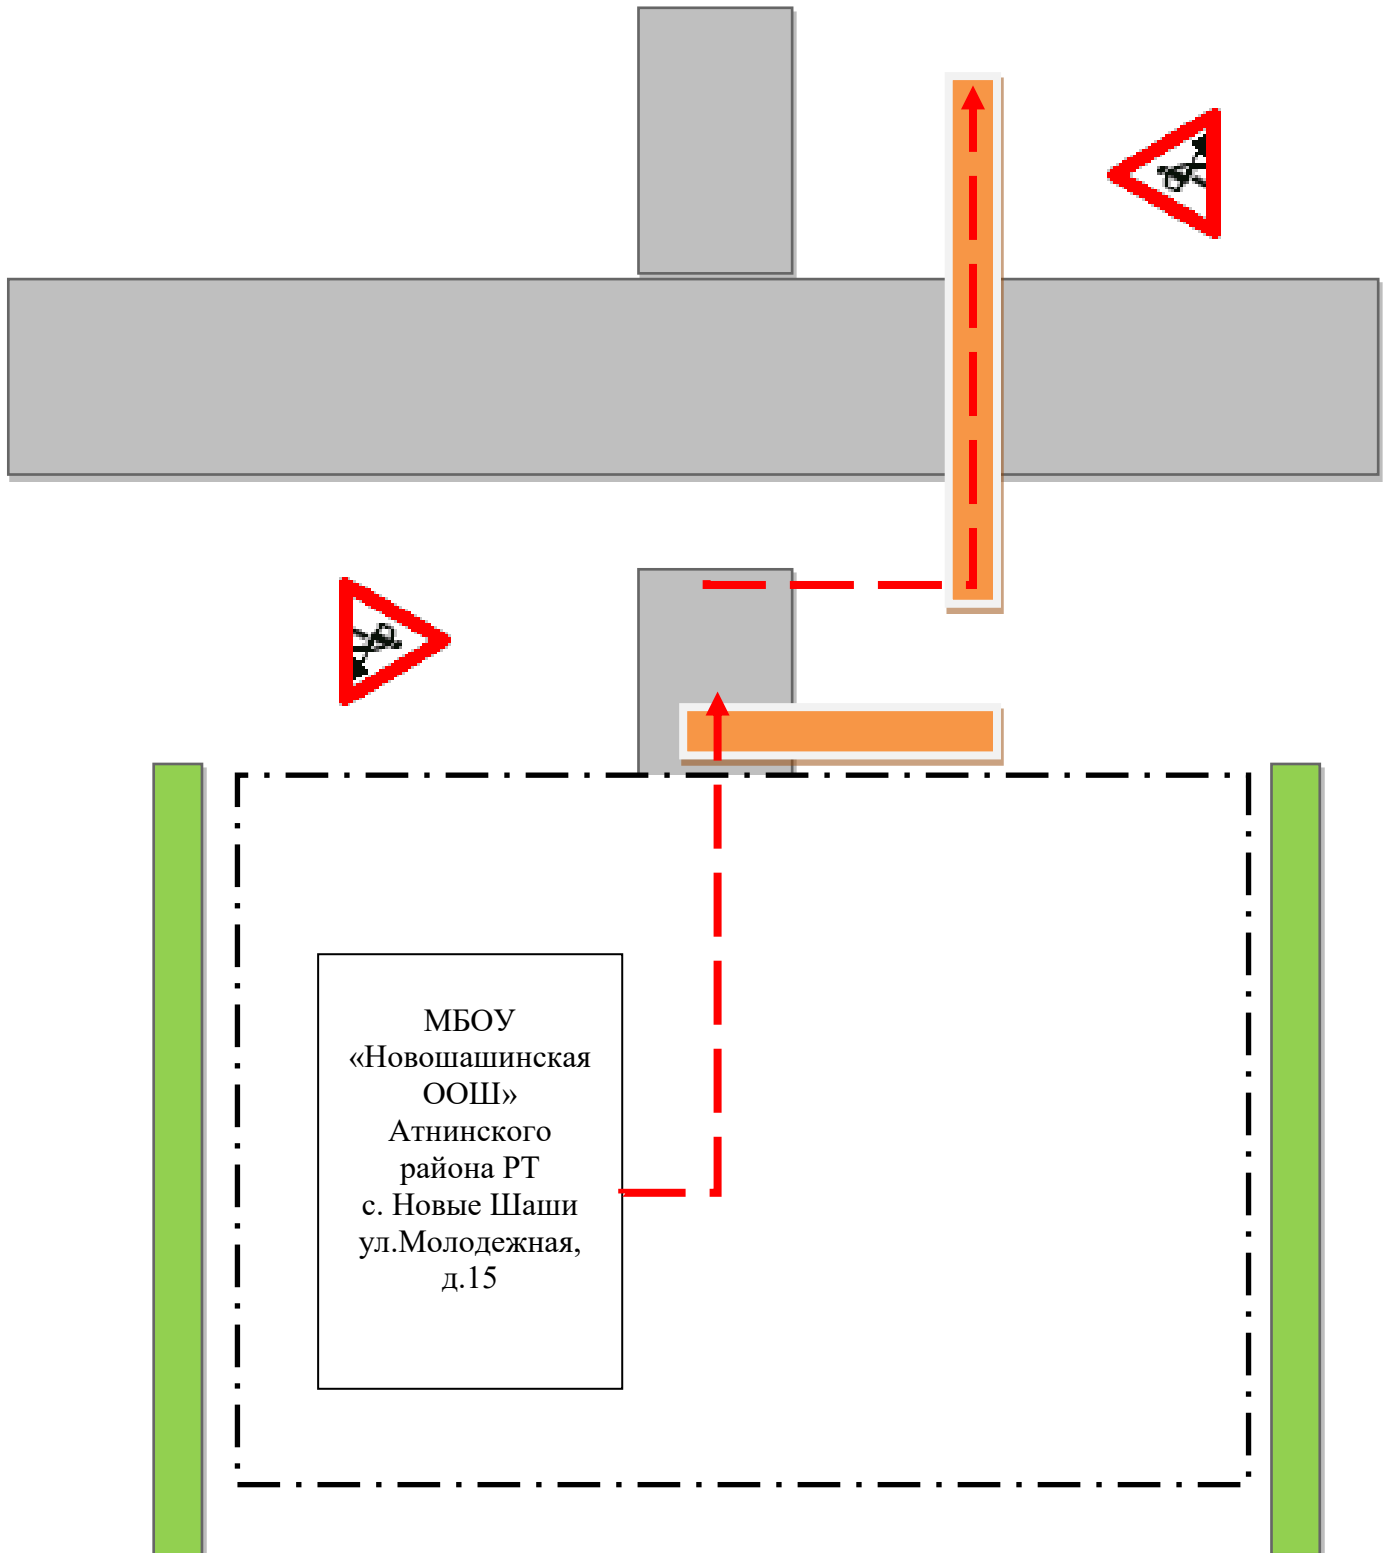 МБОУ
«Новошашинская
ООШ»
Атнинского
района РТ
с. Новые Шаши
ул.Молодежная,
д.15